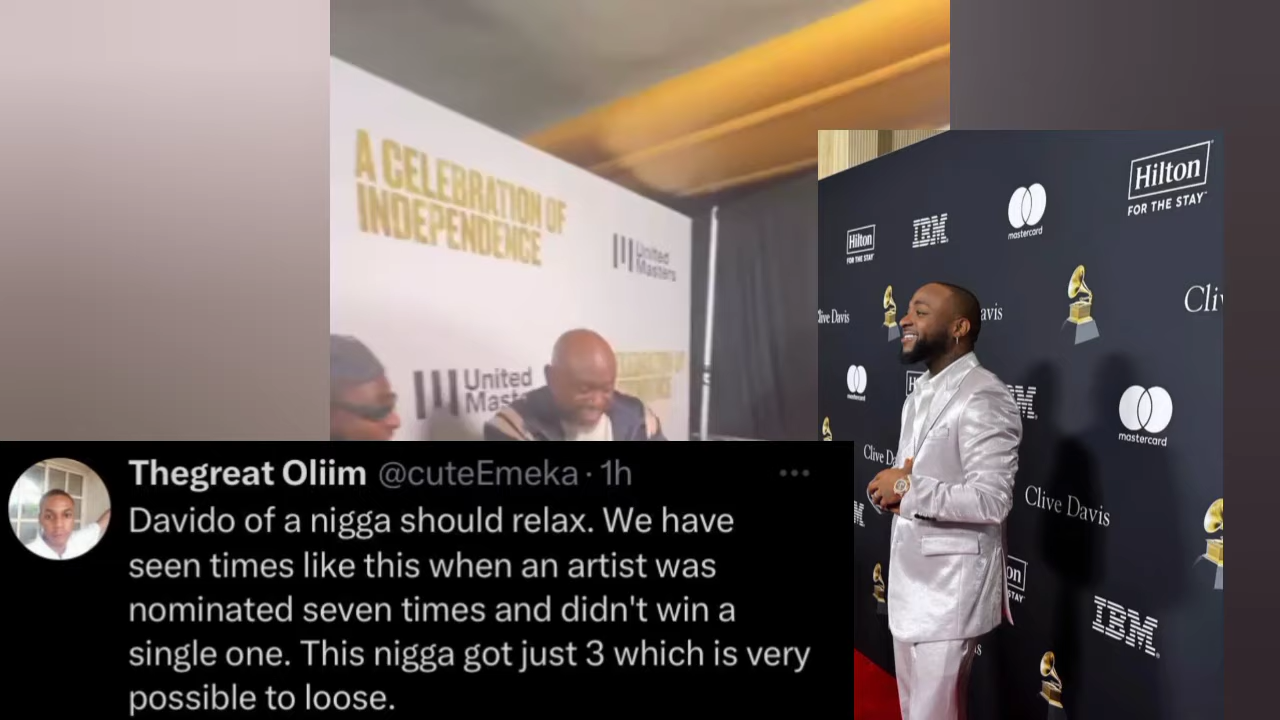 A CELEBRATION OF
INDEPENDENCE
United
Masters
United
Hilton
FOR THE STAY
mastercard
IBM
Hilton
FOR THE STAY
Clive Davis
mastercard
IBM
mastercard
Clive Davis
IBM
Thegreat Oliim @cuteEmeka · 1h
Davido of a nigga should relax. We have
seen times like this when an artist was
nominated seven times and didn't win a
single one. This nigga got just 3 which is very
possible to loose.